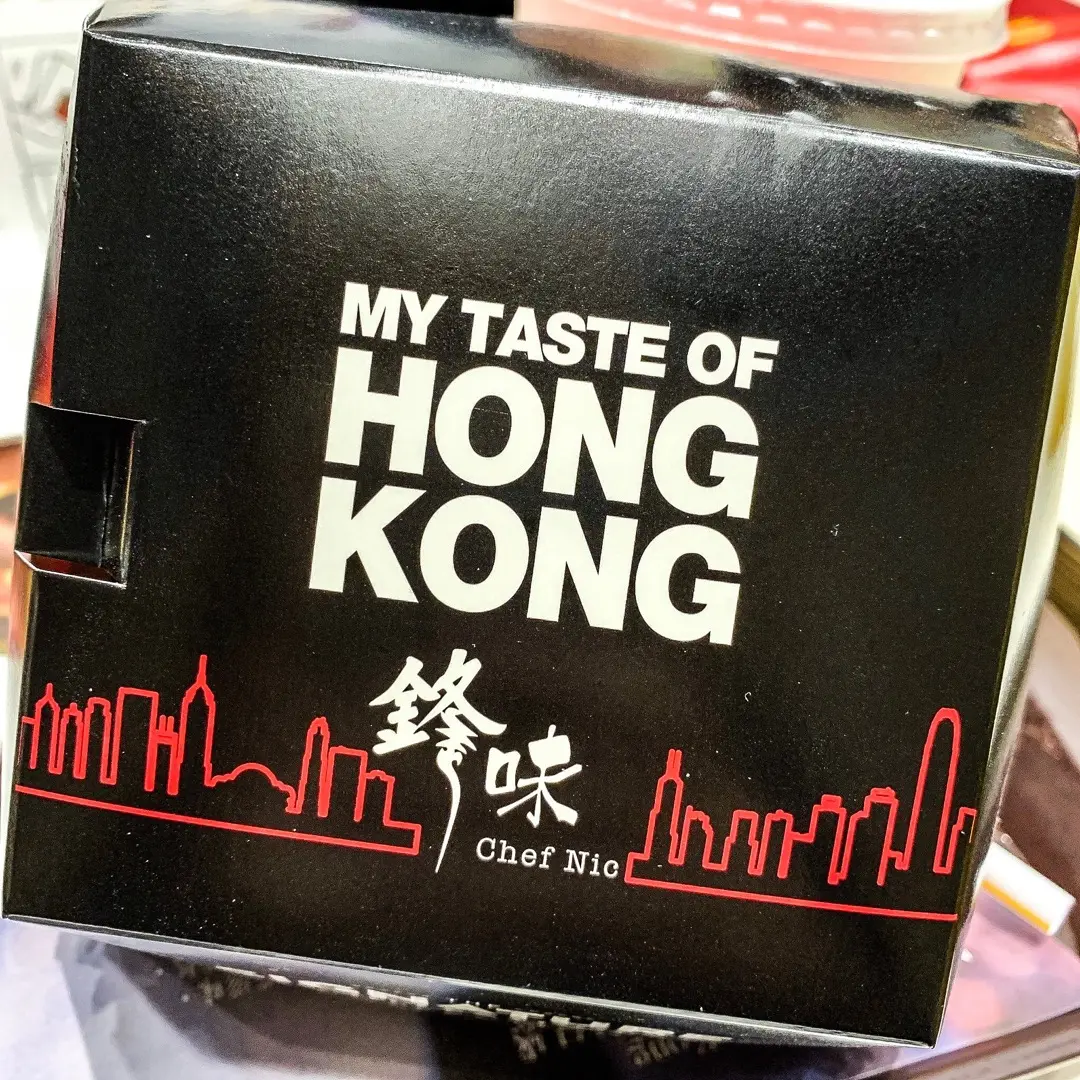 MY TASTE OF
HONG
KONG
鋒味
Chef Nic